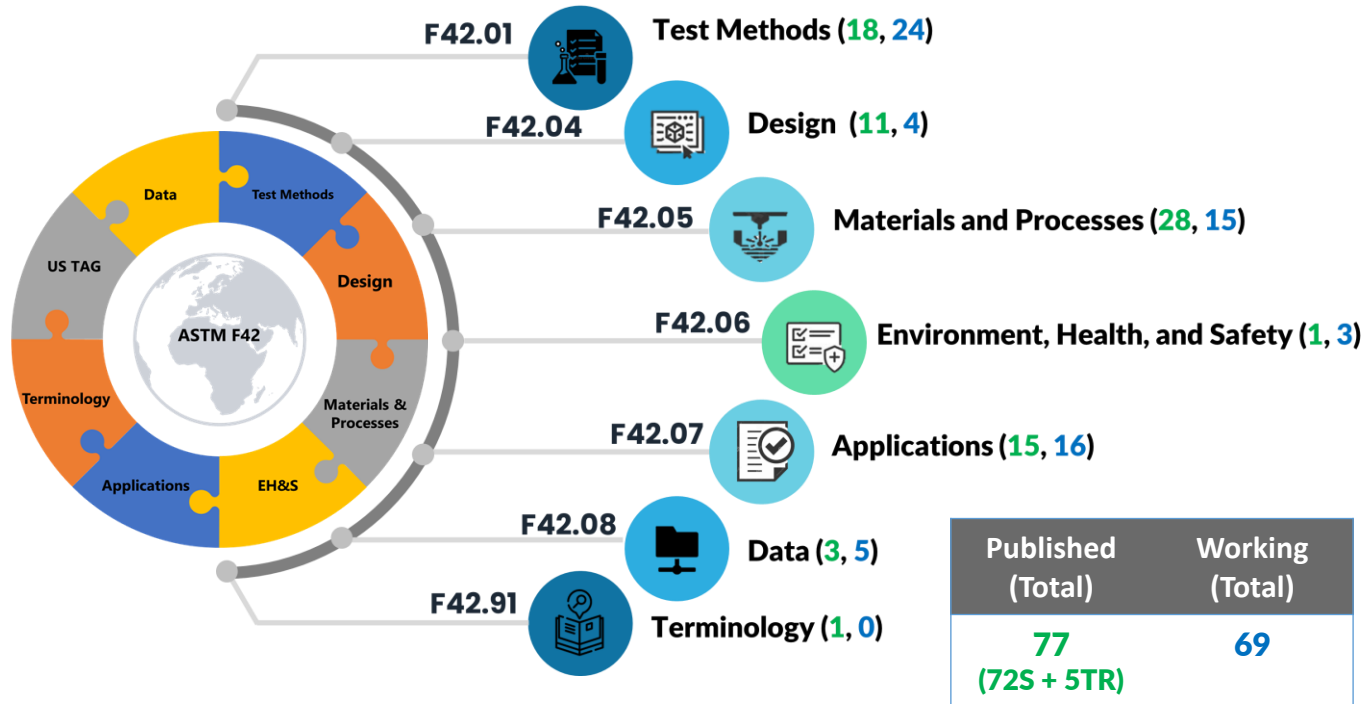 F42.01
Test Methods (18, 24)
F42.04
Design (11, 4)
F42.05
Materials and Processes (28, 15)
F42.06
Environment, Health, and Safety (1, 3)
F42.07
Applications (15, 16)
F42.08
Data (3, 5)
F42.91
Terminology (1, 0)
Data
Test Methods
US TAG
Design
ASTM F42
Terminology
Materials &
Processes
Applications
EH&S
Published
(Total)
Working
(Total)
77
(72S + 5TR)
69